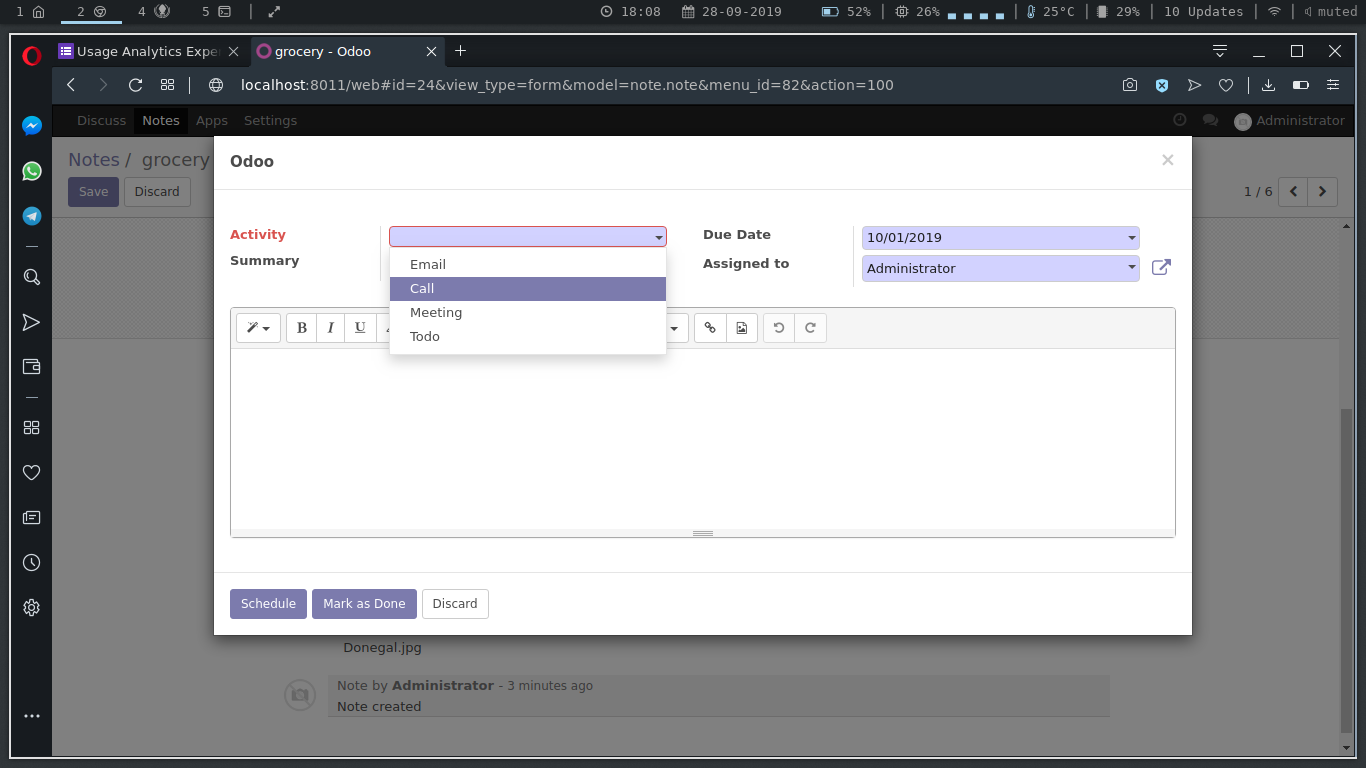 1 2 4 5 18:08 28-09-2019 52% 26% 25°C 29% 10 Updates muted
Usage Analytics Expe grocery - Odoo
localhost:8011/web#id=24&view_type=form&model=note.note&menu_id=82&action=100
Discuss Notes Apps Settings Administrator
Notes / grocery
Save Discard 1 / 6
Odoo ×
Activity Due Date 10/01/2019
Summary Assigned to Administrator
Email
Call
Meeting
Todo
B I U
Schedule Mark as Done Discard
Donegal.jpg
Note by Administrator - 3 minutes ago
Note created